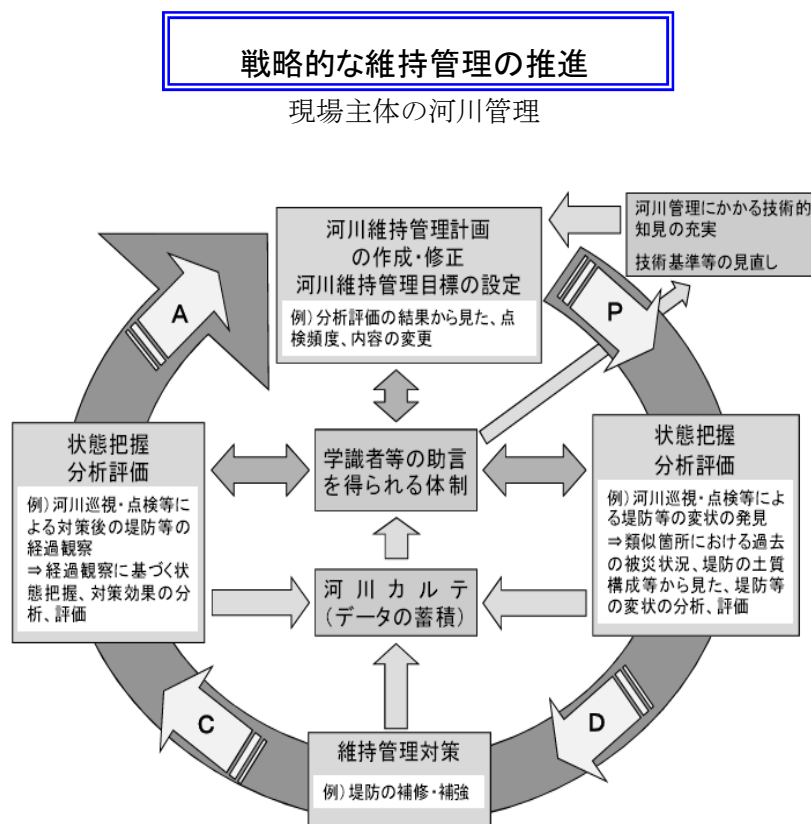 戦略的な維持管理の推進
現場主体の河川管理
河川維持管理計画
の作成・修正
河川維持管理目標の設定
例）分析評価の結果から見た、点
検頻度、内容の変更
河川管理にかかる技術的
知見の充実
技術基準等の見直し
A
P
状態把握
分析評価
例）河川巡視・点検等に
よる対策後の堤防等の
経過観察
⇒経過観察に基づく状
態把握、対策効果の分
析、評価
学識者等の助言
を得られる体制
状態把握
分析評価
例）河川巡視・点検等によ
る堤防等の変状の発見
⇒類似箇所における過去
の被災状況、堤防の土質
構成等から見た、堤防等
の変状の分析、評価
河川カルテ
（データの蓄積）
C
D
維持管理対策
例）堤防の補修・補強